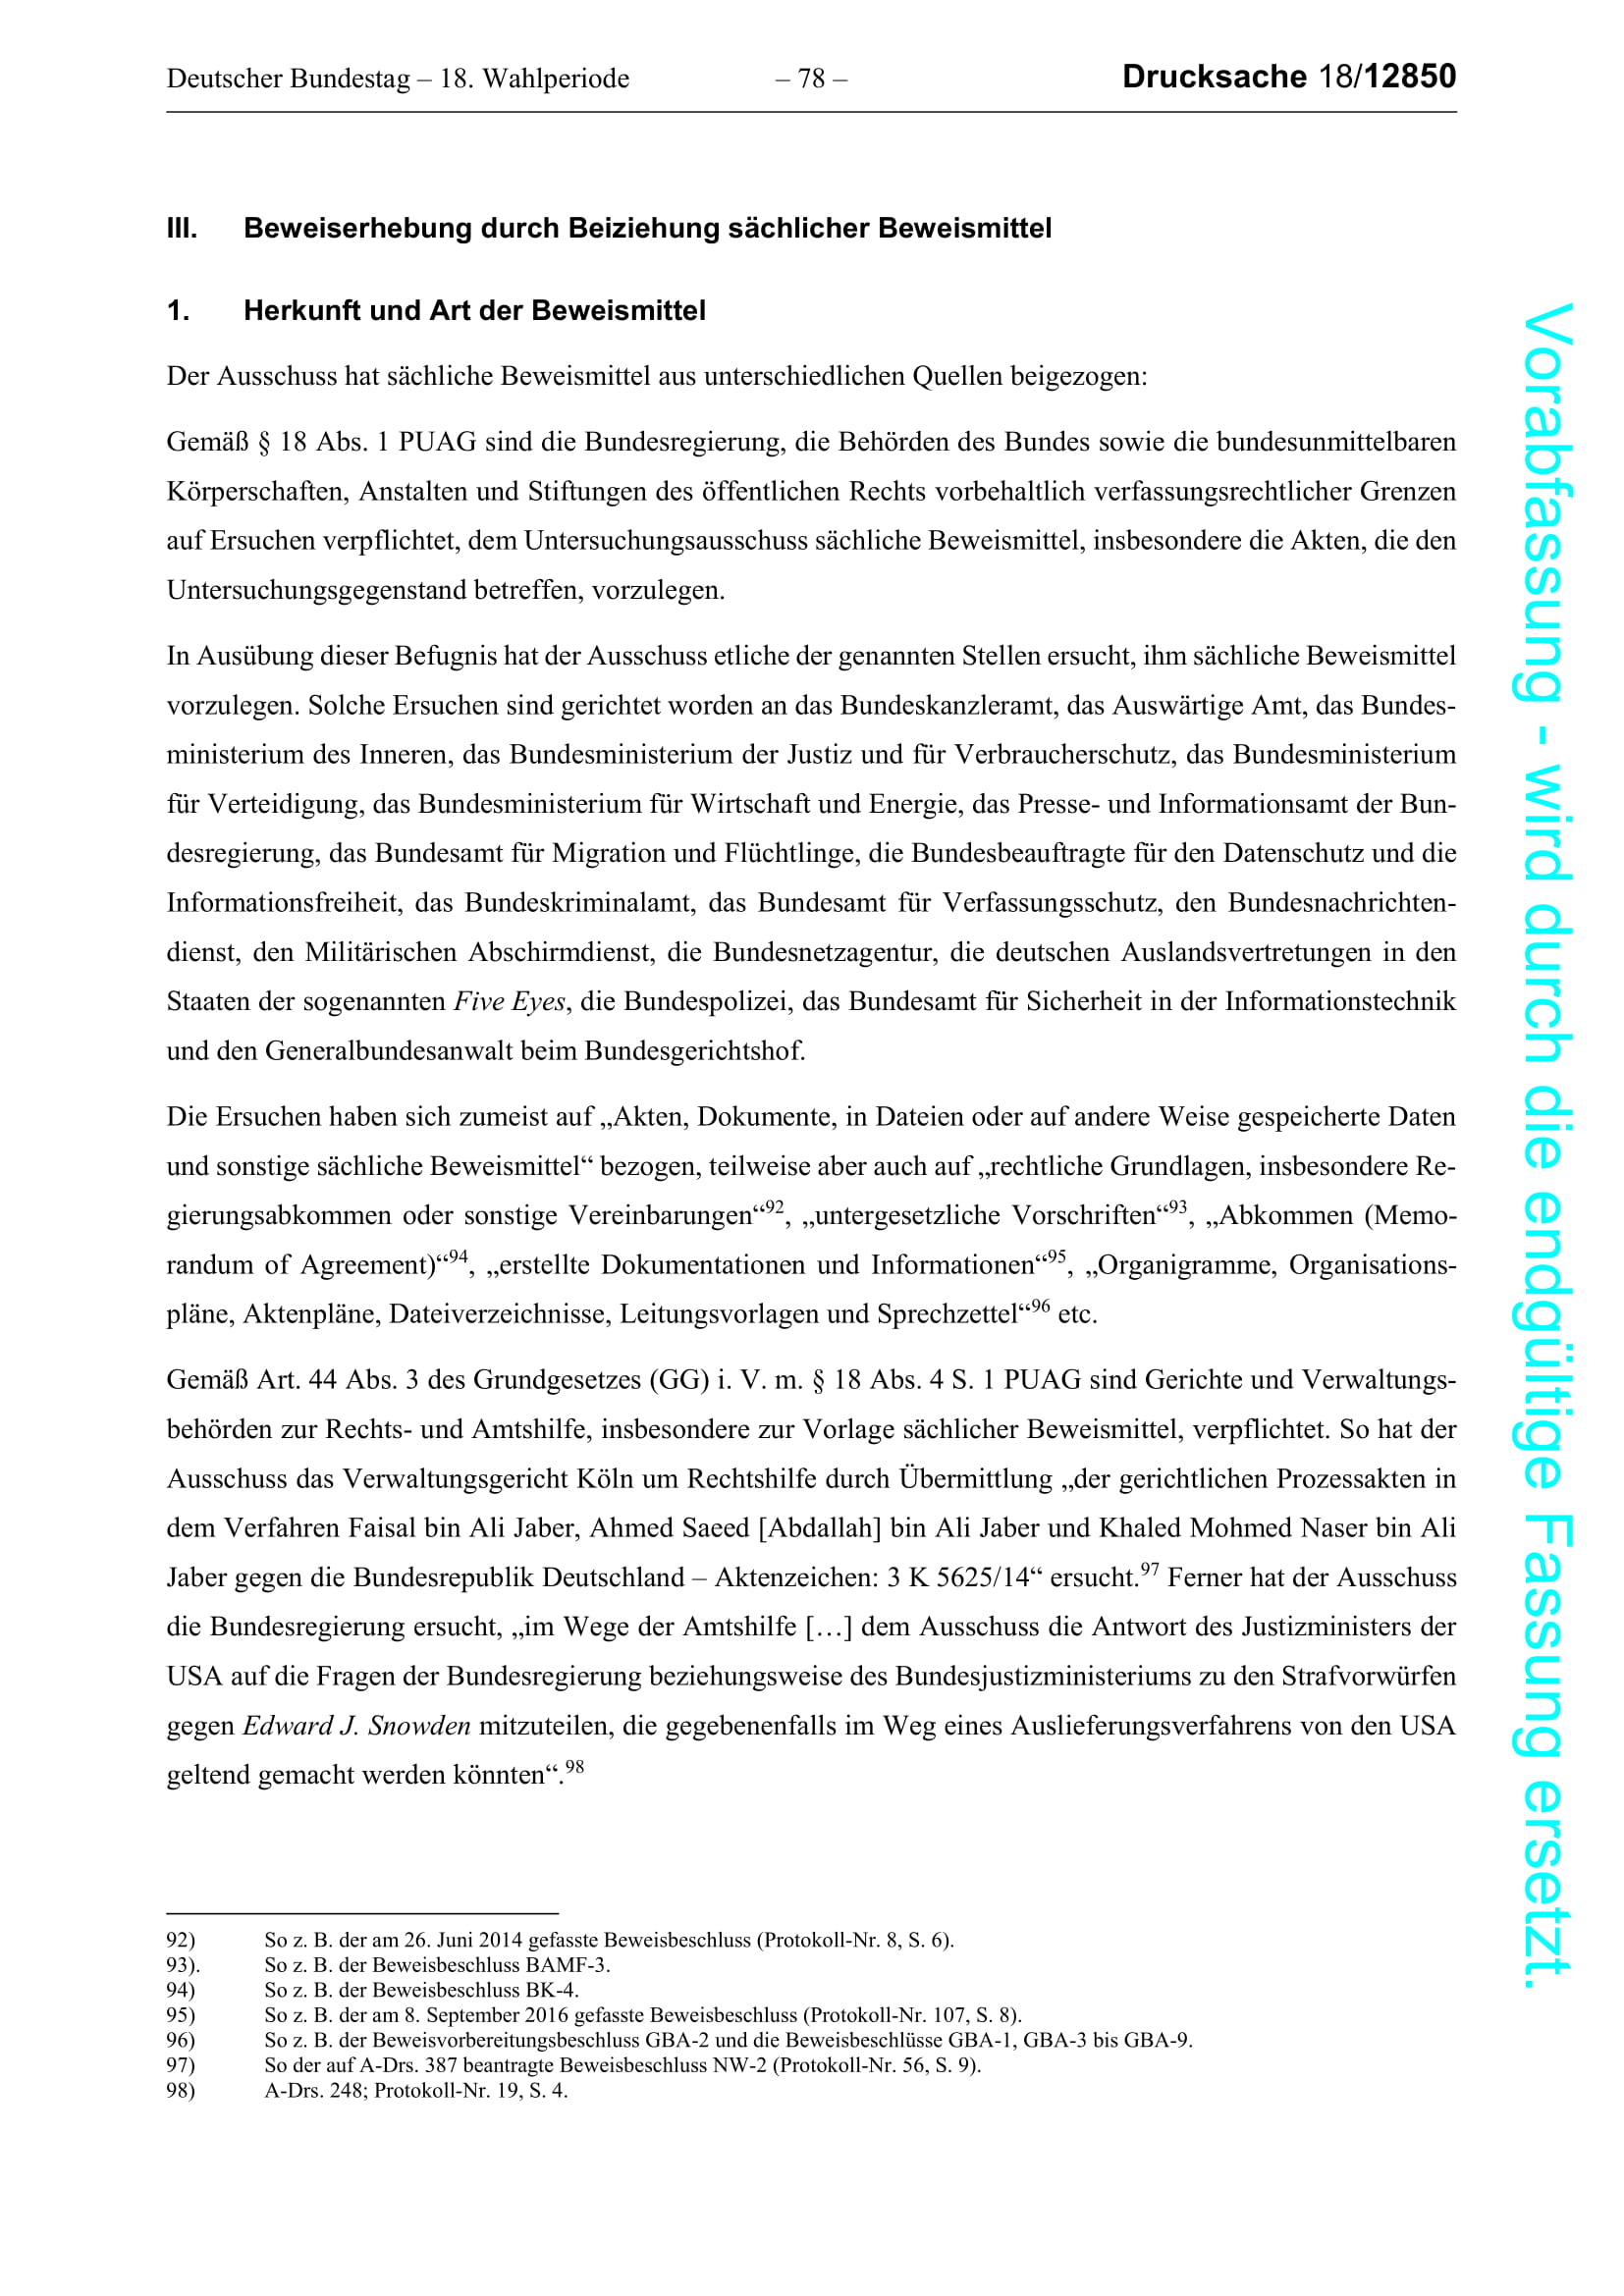 Deutscher Bundestag – 18. Wahlperiode – 78 – Drucksache 18/12850
III. Beweiserhebung durch Beiziehung sächlicher Beweismittel
1. Herkunft und Art der Beweismittel
Der Ausschuss hat sächliche Beweismittel aus unterschiedlichen Quellen beigezogen:
Gemäß § 18 Abs. 1 PUAG sind die Bundesregierung, die Behörden des Bundes sowie die bundesunmittelbaren
Körperschaften, Anstalten und Stiftungen des öffentlichen Rechts vorbehaltlich verfassungsrechtlicher Grenzen
auf Ersuchen verpflichtet, dem Untersuchungsausschuss sächliche Beweismittel, insbesondere die Akten, die den
Untersuchungsgegenstand betreffen, vorzulegen.
In Ausübung dieser Befugnis hat der Ausschuss etliche der genannten Stellen ersucht, ihm sächliche Beweismittel
vorzulegen. Solche Ersuchen sind gerichtet worden an das Bundeskanzleramt, das Auswärtige Amt, das Bundes-
ministerium des Inneren, das Bundesministerium der Justiz und für Verbraucherschutz, das Bundesministerium
für Verteidigung, das Bundesministerium für Wirtschaft und Energie, das Presse- und Informationsamt der Bun-
desregierung, das Bundesamt für Migration und Flüchtlinge, die Bundesbeauftragte für den Datenschutz und die
Informationsfreiheit, das Bundeskriminalamt, das Bundesamt für Verfassungsschutz, den Bundesnachrichten-
dienst, den Militärischen Abschirmdienst, die Bundesnetzagentur, die deutschen Auslandsvertretungen in den
Staaten der sogenannten Five Eyes, die Bundespolizei, das Bundesamt für Sicherheit in der Informationstechnik
und den Generalbundesanwalt beim Bundesgerichtshof.
Die Ersuchen haben sich zumeist auf „Akten, Dokumente, in Dateien oder auf andere Weise gespeicherte Daten
und sonstige sächliche Beweismittel“ bezogen, teilweise aber auch auf „rechtliche Grundlagen, insbesondere Re-
gierungsabkommen oder sonstige Vereinbarungen“92, „untergesetzliche Vorschriften“93, „Abkommen (Memo-
randum of Agreement)“94, „erstellte Dokumentationen und Informationen“95, „Organigramme, Organisations-
pläne, Aktenpläne, Dateiverzeichnisse, Leitungsvorlagen und Sprechzettel“96 etc.
Gemäß Art. 44 Abs. 3 des Grundgesetzes (GG) i. V. m. § 18 Abs. 4 S. 1 PUAG sind Gerichte und Verwaltungs-
behörden zur Rechts- und Amtshilfe, insbesondere zur Vorlage sächlicher Beweismittel, verpflichtet. So hat der
Ausschuss das Verwaltungsgericht Köln um Rechtshilfe durch Übermittlung „der gerichtlichen Prozessakten in
dem Verfahren Faisal bin Ali Jaber, Ahmed Saeed [Abdallah] bin Ali Jaber und Khaled Mohmed Naser bin Ali
Jaber gegen die Bundesrepublik Deutschland – Aktenzeichen: 3 K 5625/14“ ersucht.97 Ferner hat der Ausschuss
die Bundesregierung ersucht, „im Wege der Amtshilfe […] dem Ausschuss die Antwort des Justizministers der
USA auf die Fragen der Bundesregierung beziehungsweise des Bundesjustizministeriums zu den Strafvorwürfen
gegen Edward J. Snowden mitzuteilen, die gegebenenfalls im Weg eines Auslieferungsverfahrens von den USA
geltend gemacht werden könnten“.98
92) So z. B. der am 26. Juni 2014 gefasste Beweisbeschluss (Protokoll-Nr. 8, S. 6).
93). So z. B. der Beweisbeschluss BAMF-3.
94) So z. B. der Beweisbeschluss BK-4.
95) So z. B. der am 8. September 2016 gefasste Beweisbeschluss (Protokoll-Nr. 107, S. 8).
96) So z. B. der Beweisvorbereitungsbeschluss GBA-2 und die Beweisbeschlüsse GBA-1, GBA-3 bis GBA-9.
97) So der auf A-Drs. 387 beantragte Beweisbeschluss NW-2 (Protokoll-Nr. 56, S. 9).
98) A-Drs. 248; Protokoll-Nr. 19, S. 4.
Vorabfassung - wird durch die endgültige Fassung ersetzt.